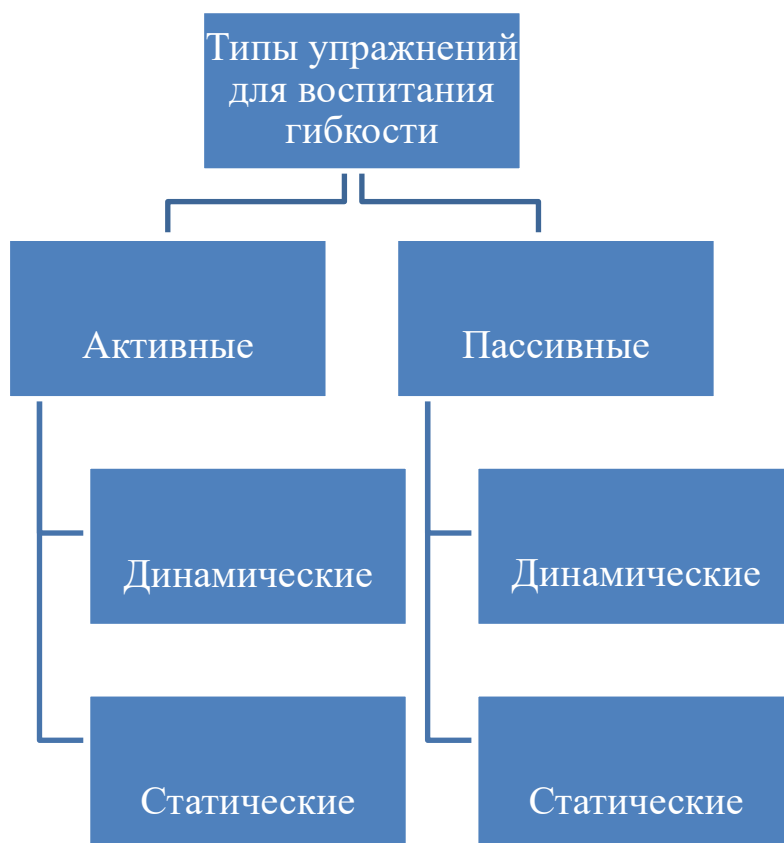 Типы упражнений
для воспитания
гибкости
Активные
Пассивные
Динамические
Динамические
Статические
Статические